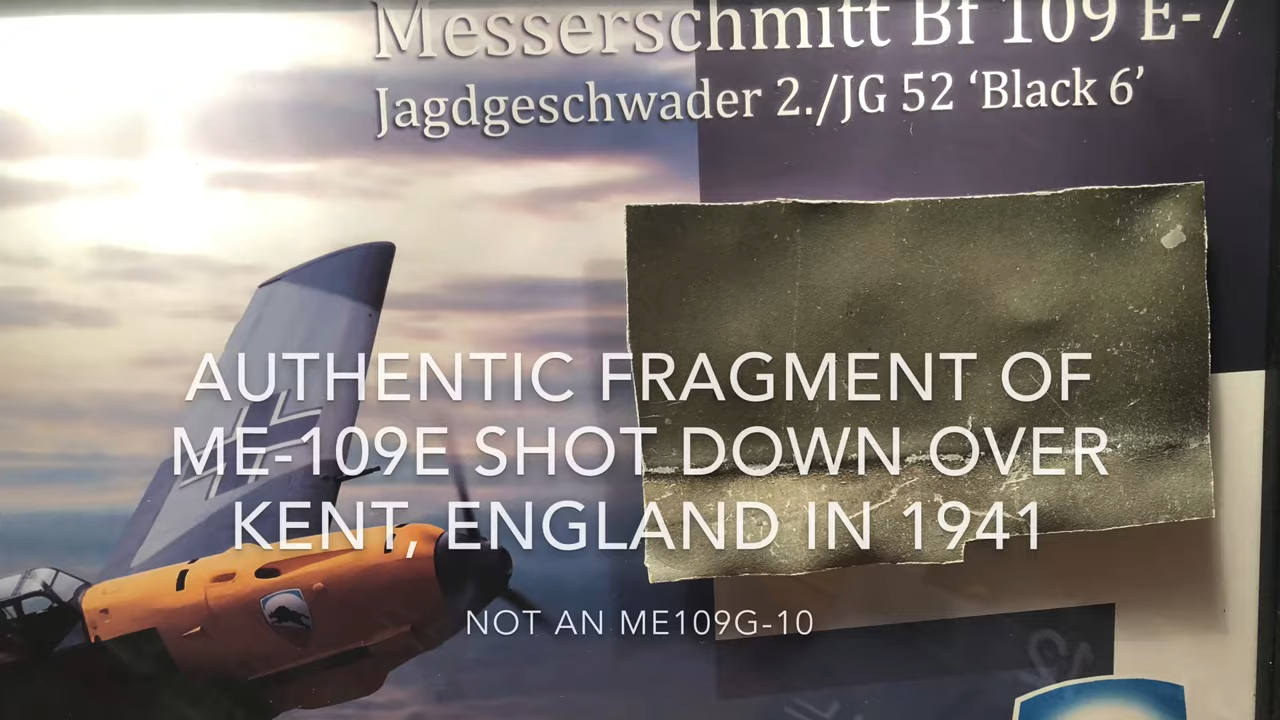 Messerschmitt Bf 109 E-7
Jagdgeschwader 2./JG 52 ‘Black 6’
AUTHENTIC FRAGMENT OF
ME-109E SHOT DOWN OVER
KENT, ENGLAND IN 1941
NOT AN ME109G-10